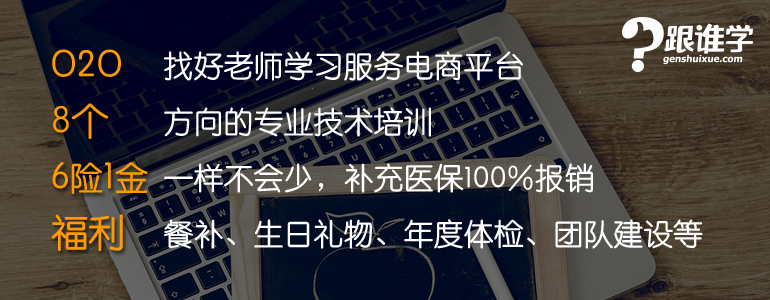 ?跟谁学
genshuixue.com
O2O 找好老师学习服务电商平台
8个 方向的专业技术培训
6险1金 一样不会少，补充医保100%报销
福利 餐补、生日礼物、年度体检、团队建设等